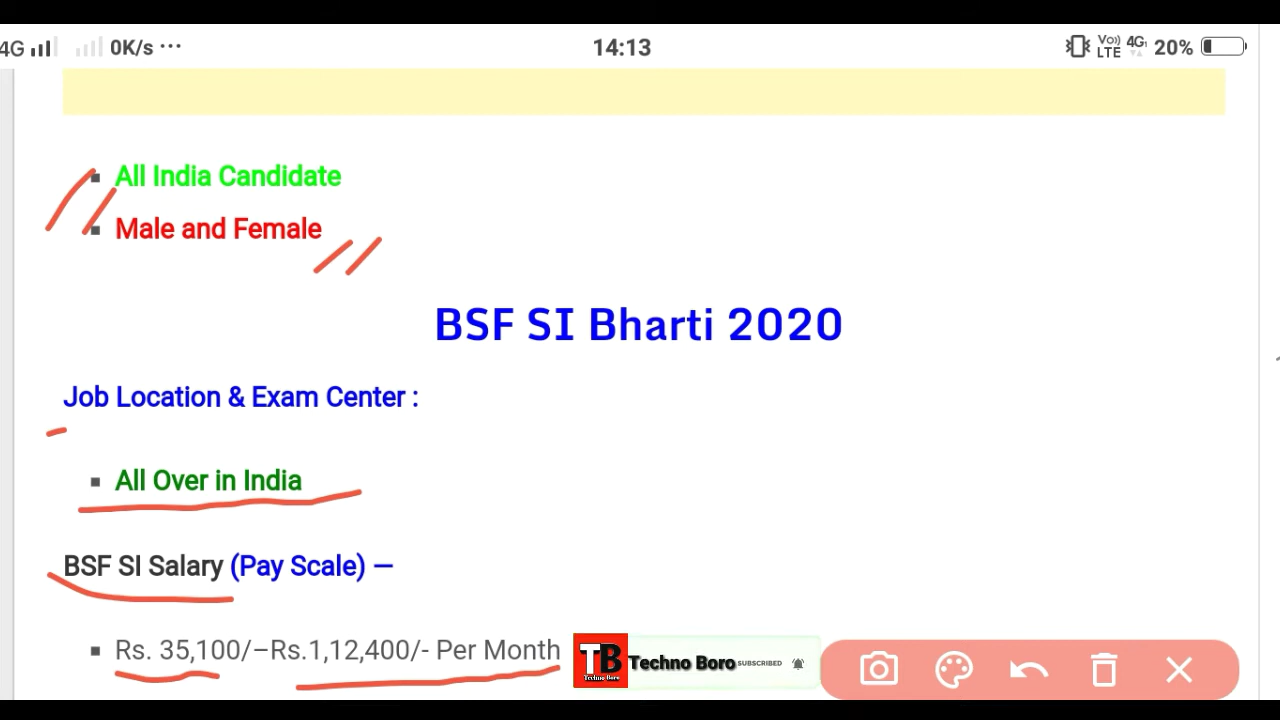 4G 0K/s ··· 14:13 Vo)) LTE 4G 20%
All India Candidate
Male and Female
BSF SI Bharti 2020
Job Location & Exam Center :
All Over in India
BSF SI Salary (Pay Scale) —
Rs. 35,100/–Rs.1,12,400/- Per Month
TB Techno Boro SUBSCRIBED
Techno Boro